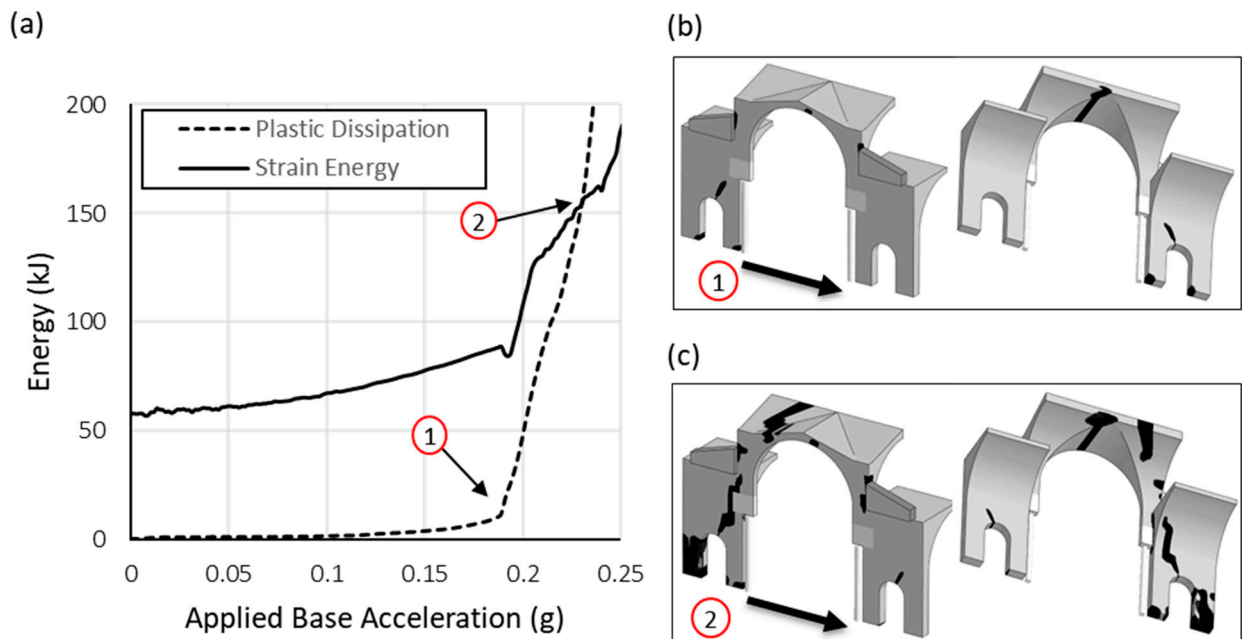 (a)
200
150
100
50
0
Energy (kJ)
Plastic Dissipation
Strain Energy
2
1
0
0.05
0.1
0.15
0.2
0.25
Applied Base Acceleration (g)
(b)
1
(c)
2